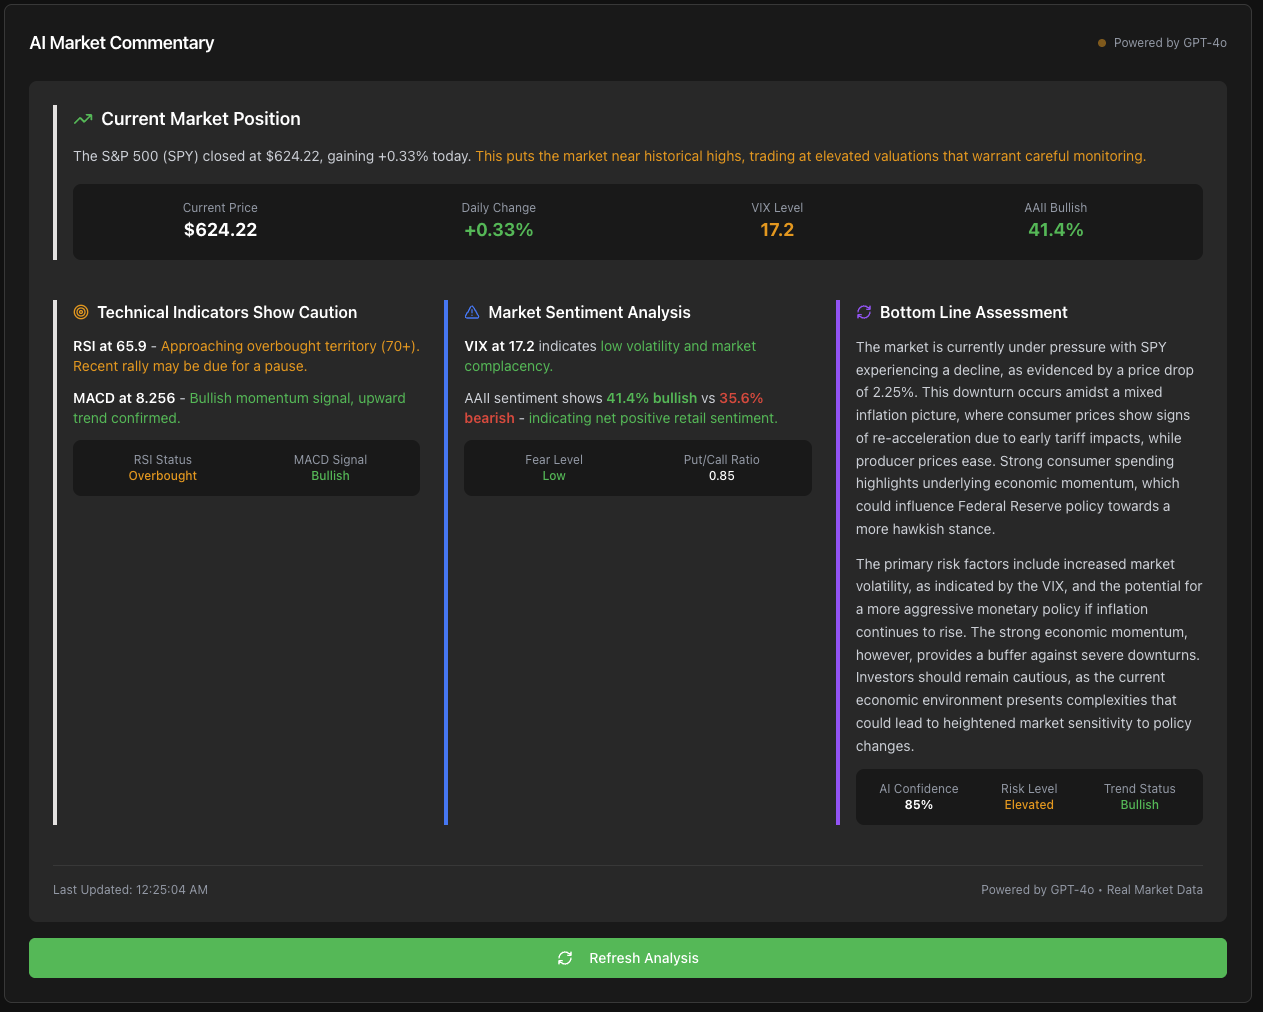 AI Market Commentary
Powered by GPT-4o
Current Market Position
The S&P 500 (SPY) closed at $624.22, gaining +0.33% today. This puts the market near historical highs, trading at elevated valuations that warrant careful monitoring.
Current Price
$624.22
Daily Change
+0.33%
VIX Level
17.2
AAII Bullish
41.4%
Technical Indicators Show Caution
RSI at 65.9 - Approaching overbought territory (70+).
Recent rally may be due for a pause.
MACD at 8.256 - Bullish momentum signal, upward
trend confirmed.
RSI Status
Overbought
MACD Signal
Bullish
Market Sentiment Analysis
VIX at 17.2 indicates low volatility and market
complacency.
AAII sentiment shows 41.4% bullish vs 35.6%
bearish - indicating net positive retail sentiment.
Fear Level
Low
Put/Call Ratio
0.85
Bottom Line Assessment
The market is currently under pressure with SPY
experiencing a decline, as evidenced by a price drop
of 2.25%. This downturn occurs amidst a mixed
inflation picture, where consumer prices show signs
of re-acceleration due to early tariff impacts, while
producer prices ease. Strong consumer spending
highlights underlying economic momentum, which
could influence Federal Reserve policy towards a
more hawkish stance.
The primary risk factors include increased market
volatility, as indicated by the VIX, and the potential for
a more aggressive monetary policy if inflation
continues to rise. The strong economic momentum,
however, provides a buffer against severe downturns.
Investors should remain cautious, as the current
economic environment presents complexities that
could lead to heightened market sensitivity to policy
changes.
AI Confidence
85%
Risk Level
Elevated
Trend Status
Bullish
Last Updated: 12:25:04 AM
Powered by GPT-4o • Real Market Data
Refresh Analysis